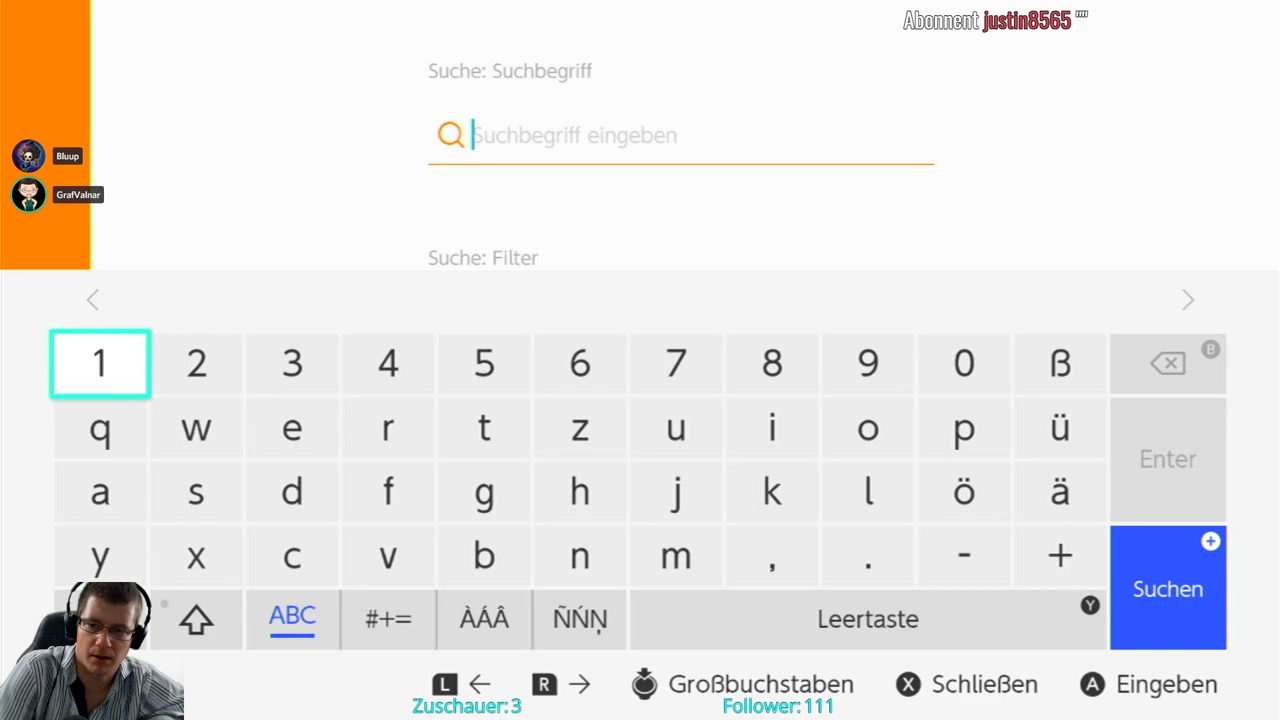 Abonnent justin8565 """
Suche: Suchbegriff
Suchbegriff eingeben
Bluup
GrafValnar
Suche: Filter
1 2 3 4 5 6 7 8 9 0 ß B
q w e r t z u i o p ü
Enter
a s d f g h j k l ö ä
y x c v b n m , . - +
Suchen
ABC #+= ÀÁÂ ÑŃŅ Leertaste Y
L ← R → Großbuchstaben X Schließen A Eingeben
Zuschauer: 3 Follower: 111